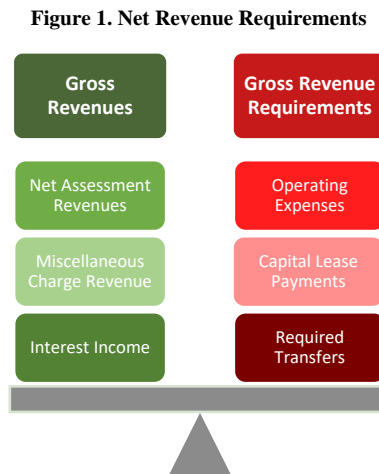 Figure 1. Net Revenue Requirements
Gross
Revenues
Gross Revenue
Requirements
Net Assessment
Revenues
Operating
Expenses
Miscellaneous
Charge Revenue
Capital Lease
Payments
Interest Income
Required
Transfers